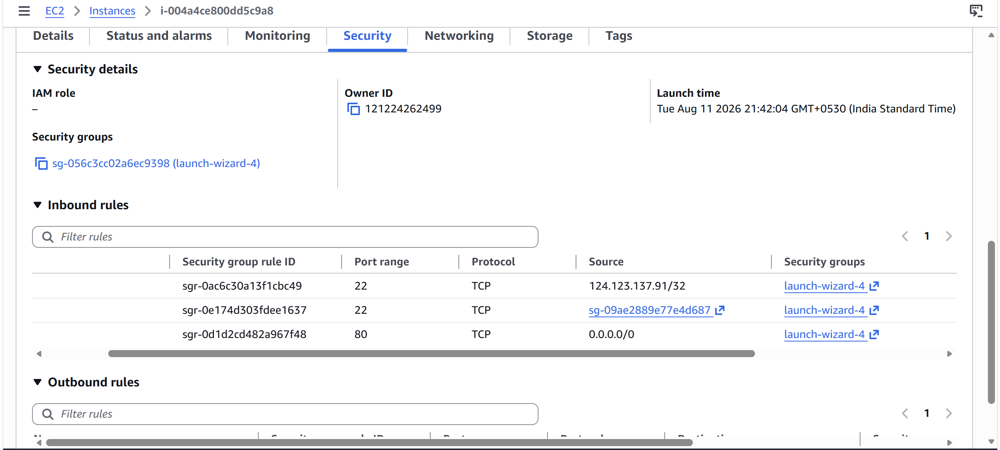 EC2 > Instances > i-004a4ce800dd5c9a8
Details Status and alarms Monitoring Security Networking Storage Tags
Security details
IAM role Owner ID Launch time
– 121224262499 Tue Aug 11 2026 21:42:04 GMT+0530 (India Standard Time)
Security groups
sg-056c3cc02a6ec9398 (launch-wizard-4)
Inbound rules
Filter rules 1
Security group rule ID Port range Protocol Source Security groups
sgr-0ac6c30a13f1cbc49 22 TCP 124.123.137.91/32 launch-wizard-4
sgr-0e174d303fdee1637 22 TCP sg-09ae2889e77e4d687 launch-wizard-4
sgr-0d1d2cd482a967f48 80 TCP 0.0.0.0/0 launch-wizard-4
Outbound rules
Filter rules 1